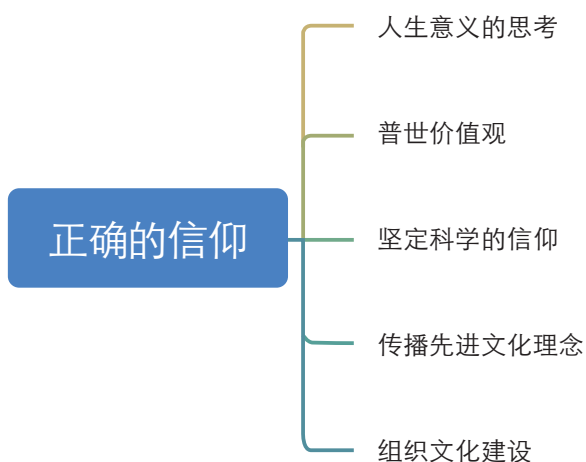 正确的信仰
人生意义的思考
普世价值观
坚定科学的信仰
传播先进文化理念
组织文化建设